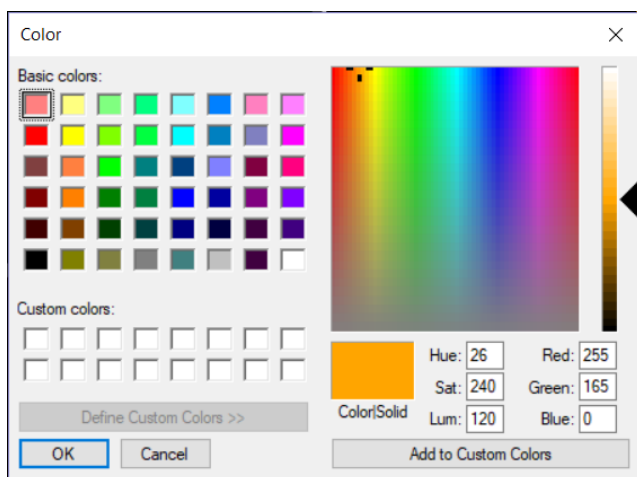 Color
Basic colors:
Custom colors:
Define Custom Colors >>
OK Cancel
Color|Solid
Hue: 26 Red: 255
Sat: 240 Green: 165
Lum: 120 Blue: 0
Add to Custom Colors